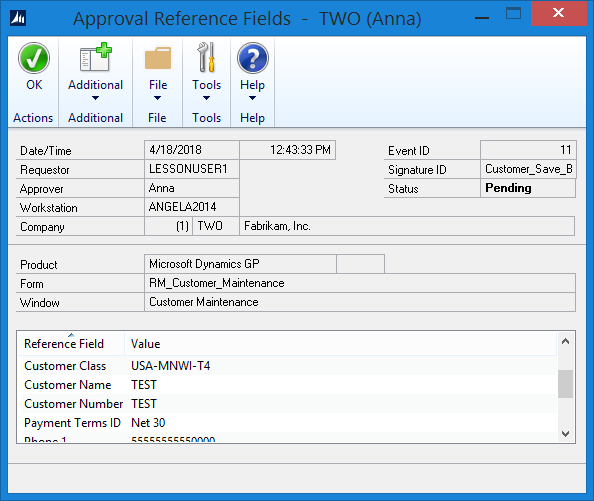 Approval Reference Fields - TWO (Anna)
OK Additional File Tools Help
Actions Additional File Tools Help
Date/Time 4/18/2018 12:43:33 PM Event ID 11
Requestor LESSONUSER1 Signature ID Customer_Save_B
Approver Anna Status Pending
Workstation ANGELA2014
Company (1) TWO Fabrikam, Inc.
Product Microsoft Dynamics GP
Form RM_Customer_Maintenance
Window Customer Maintenance
Reference Field Value
Customer Class USA-MNWI-T4
Customer Name TEST
Customer Number TEST
Payment Terms ID Net 30
Phone 1 55555555550000